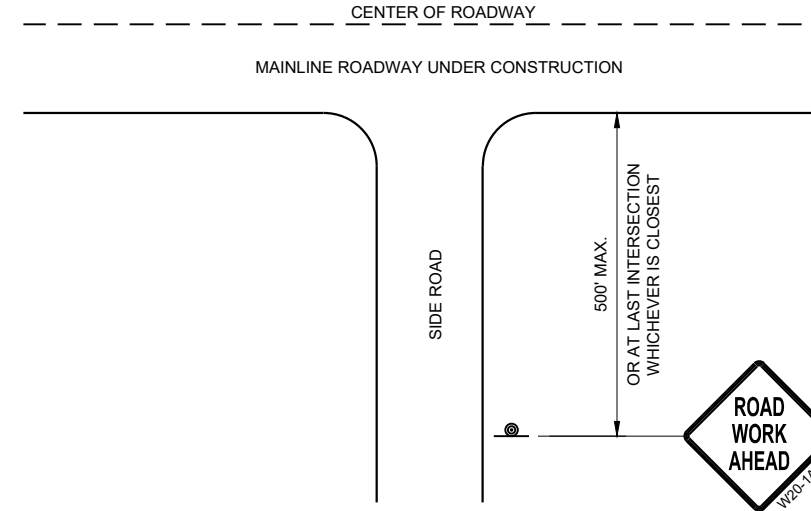 CENTER OF ROADWAY
MAINLINE ROADWAY UNDER CONSTRUCTION
SIDE ROAD
500' MAX.
OR AT LAST INTERSECTION
WHICHEVER IS CLOSEST
ROAD
WORK
AHEAD